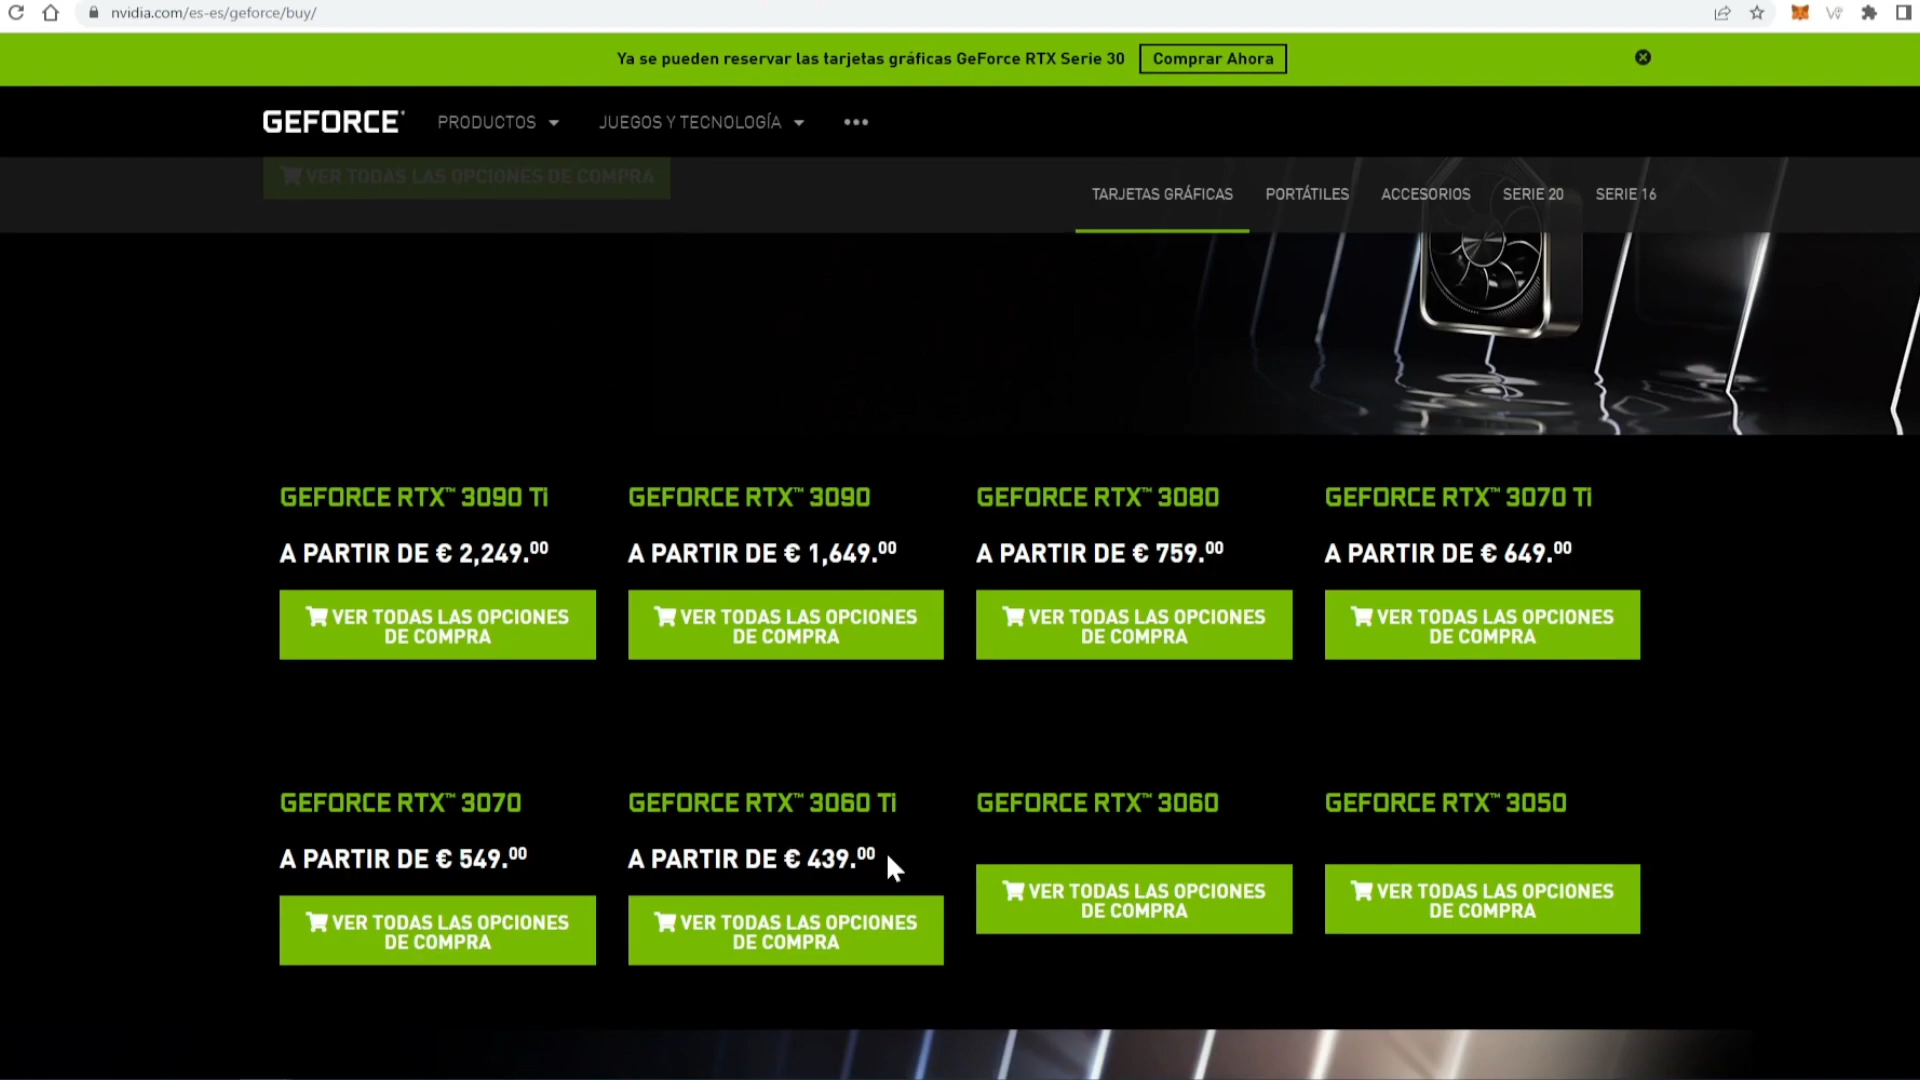 nvidia.com/es-es/geforce/buy/
Ya se pueden reservar las tarjetas gráficas GeForce RTX Serie 30 Comprar Ahora
GEFORCE® PRODUCTOS JUEGOS Y TECNOLOGÍA •••
VER TODAS LAS OPCIONES DE COMPRA
TARJETAS GRÁFICAS PORTÁTILES ACCESORIOS SERIE 20 SERIE 16
GEFORCE RTX™ 3090 Ti
A PARTIR DE € 2,249.00
VER TODAS LAS OPCIONES
DE COMPRA
GEFORCE RTX™ 3090
A PARTIR DE € 1,649.00
VER TODAS LAS OPCIONES
DE COMPRA
GEFORCE RTX™ 3080
A PARTIR DE € 759.00
VER TODAS LAS OPCIONES
DE COMPRA
GEFORCE RTX™ 3070 Ti
A PARTIR DE € 649.00
VER TODAS LAS OPCIONES
DE COMPRA
GEFORCE RTX™ 3070
A PARTIR DE € 549.00
VER TODAS LAS OPCIONES
DE COMPRA
GEFORCE RTX™ 3060 Ti
A PARTIR DE € 439.00
VER TODAS LAS OPCIONES
DE COMPRA
GEFORCE RTX™ 3060
VER TODAS LAS OPCIONES
DE COMPRA
GEFORCE RTX™ 3050
VER TODAS LAS OPCIONES
DE COMPRA